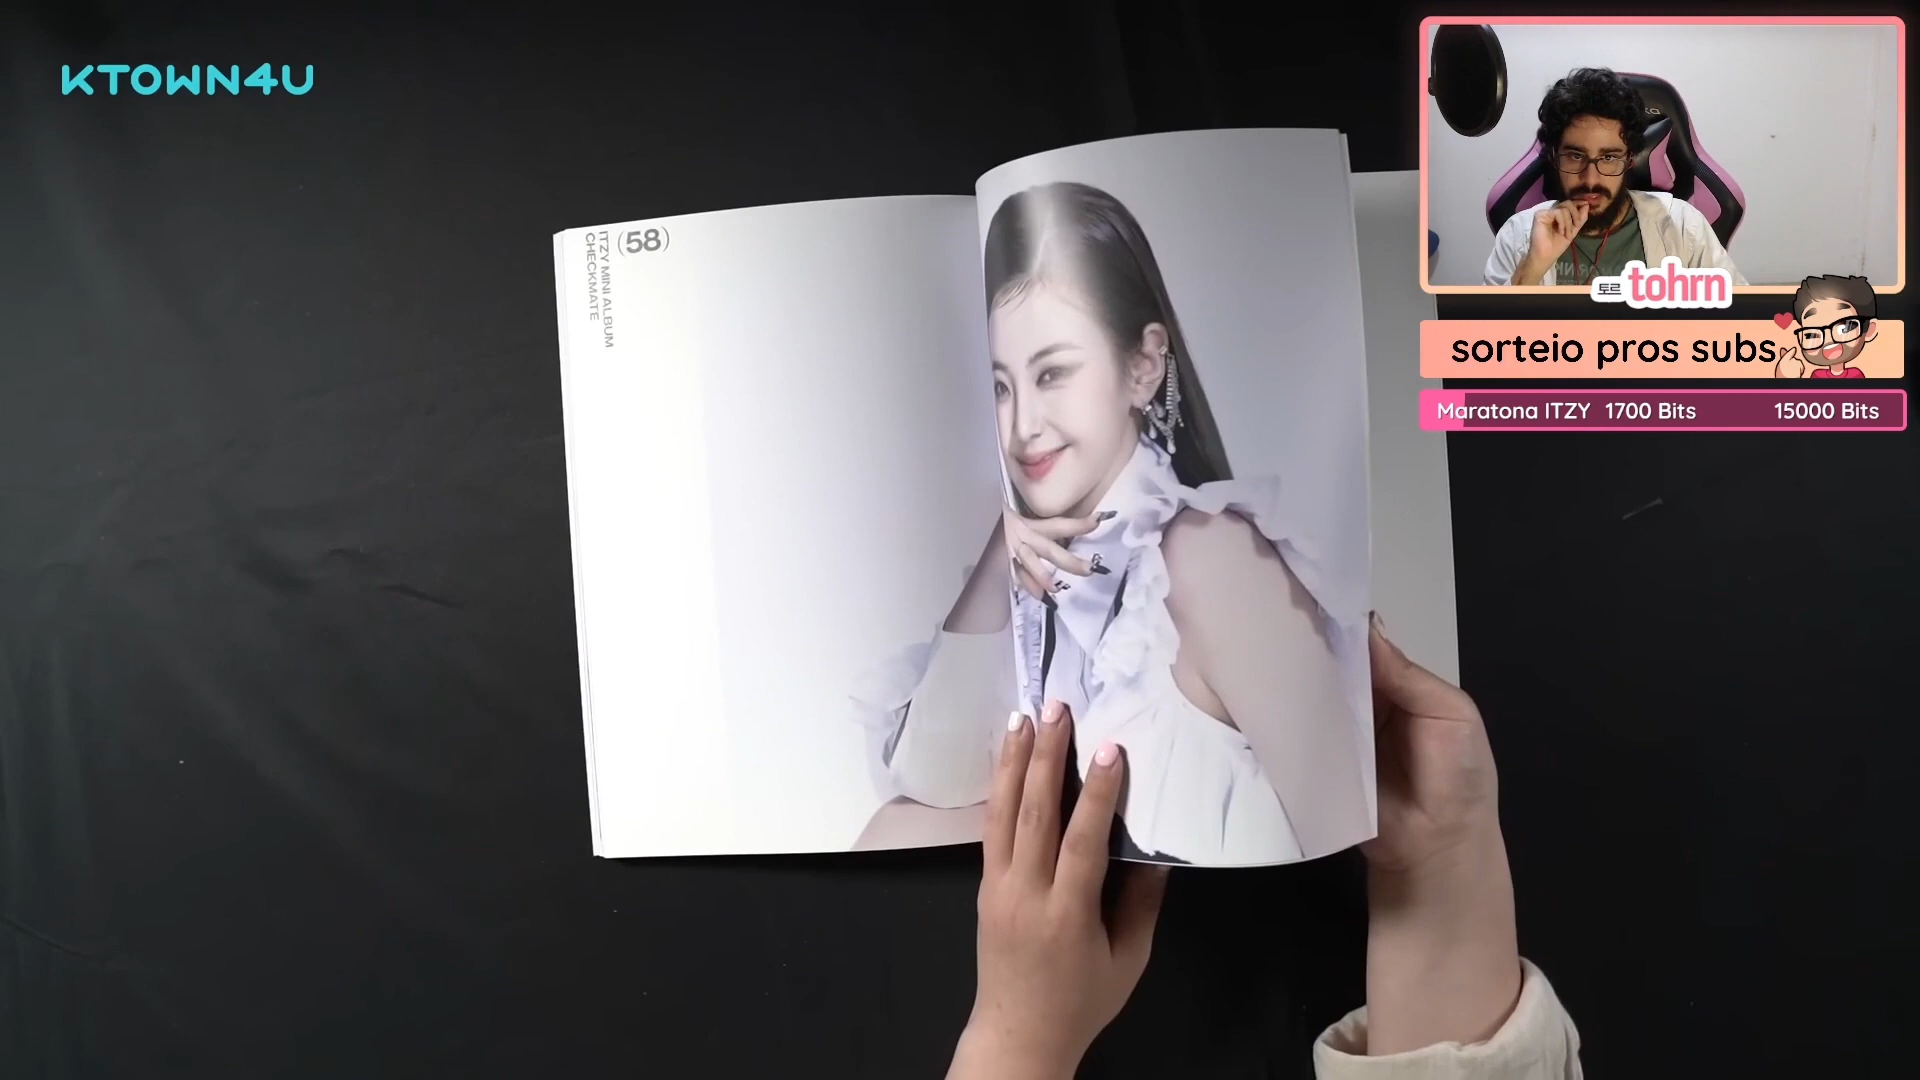 KTOWN4U
(58)
ITZY MINI ALBUM
CHECKMATE
토르 tohrn
sorteio pros subs
Maratona ITZY 1700 Bits 15000 Bits